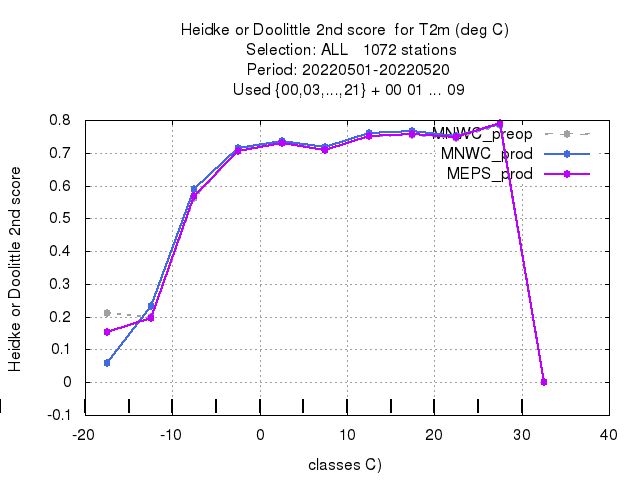 Heidke or Doolittle 2nd score  for T2m (deg C)
Selection: ALL   1072 stations
Period: 20220501-20220520
Used {00,03,...,21} + 00 01 ... 09
Heidke or Doolittle 2nd score
0.8
0.7
0.6
0.5
0.4
0.3
0.2
0.1
0
-0.1
MNWC_preop
MNWC_prod
MEPS_prod
-20 -10 0 10 20 30 40
classes C)